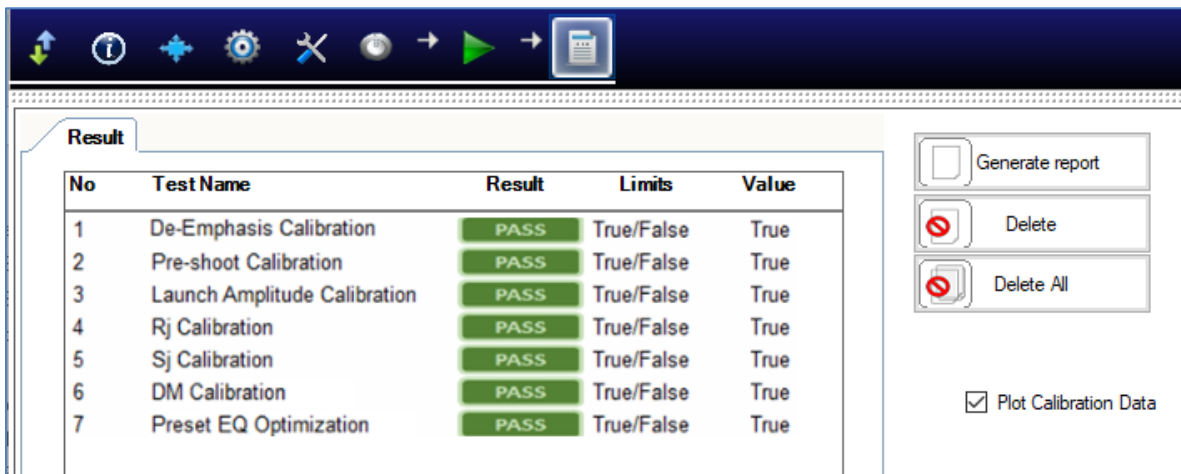 Result
No Test Name Result Limits Value
1 De-Emphasis Calibration PASS True/False True
2 Pre-shoot Calibration PASS True/False True
3 Launch Amplitude Calibration PASS True/False True
4 Rj Calibration PASS True/False True
5 Sj Calibration PASS True/False True
6 DM Calibration PASS True/False True
7 Preset EQ Optimization PASS True/False True
Generate report
Delete
Delete All
Plot Calibration Data